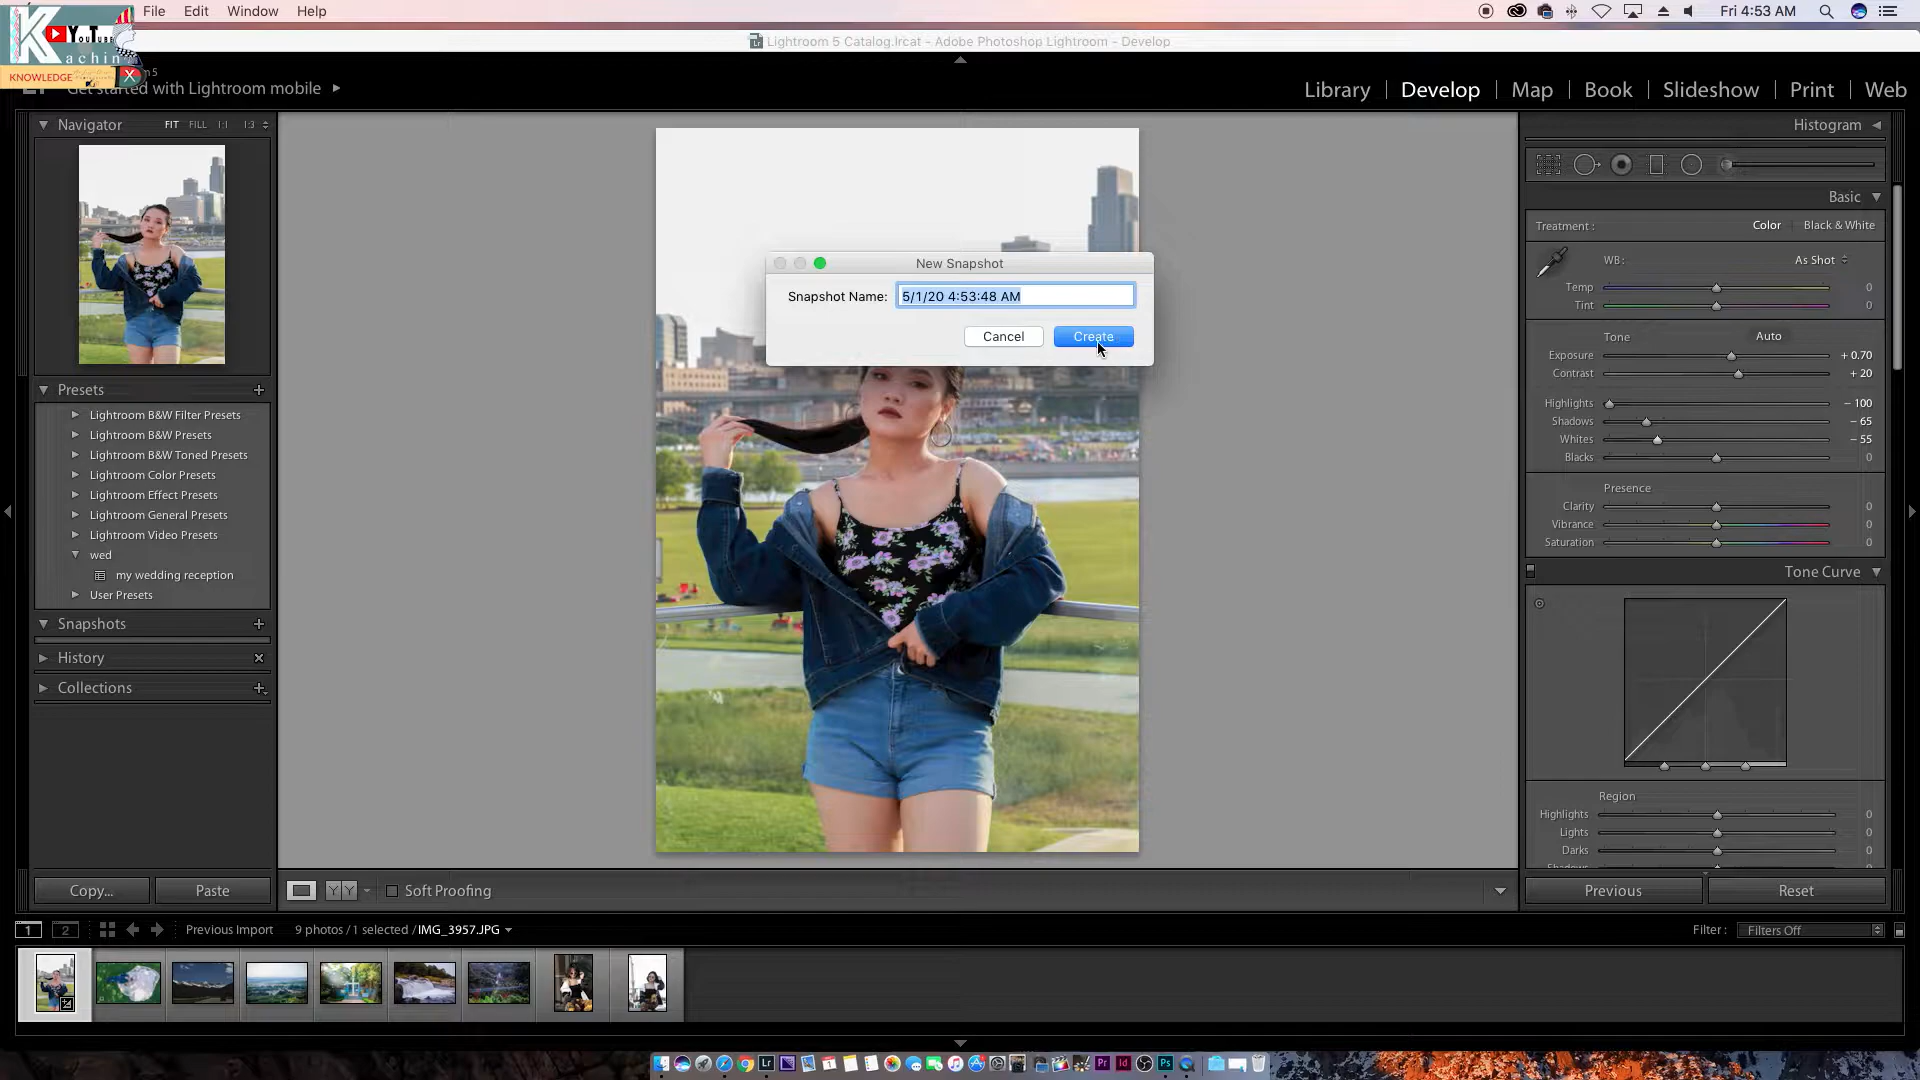 File Edit Window Help
Fri 4:53 AM
K YouTube
achin
KNOWLEDGE X
Lightroom 5 Catalog.lrcat - Adobe Photoshop Lightroom - Develop
Get started with Lightroom mobile
Library | Develop | Map | Book | Slideshow | Print | Web
Navigator FIT FILL 1:1 1:3
Histogram
Basic
Treatment : Color Black & White
WB: As Shot
Temp 0
Tint 0
Tone Auto
Exposure + 0.70
Contrast + 20
Highlights – 100
Shadows – 65
Whites – 55
Blacks 0
Presence
Clarity 0
Vibrance 0
Saturation 0
Tone Curve
Region
Highlights 0
Lights 0
Darks 0
New Snapshot
Snapshot Name: 5/1/20 4:53:48 AM
Cancel Create
Presets
Lightroom B&W Filter Presets
Lightroom B&W Presets
Lightroom B&W Toned Presets
Lightroom Color Presets
Lightroom Effect Presets
Lightroom General Presets
Lightroom Video Presets
wed
my wedding reception
User Presets
Snapshots
History
Collections
Copy... Paste
YY Soft Proofing
Previous Reset
1 2 Previous Import 9 photos / 1 selected / IMG_3957.JPG
Filter : Filters Off